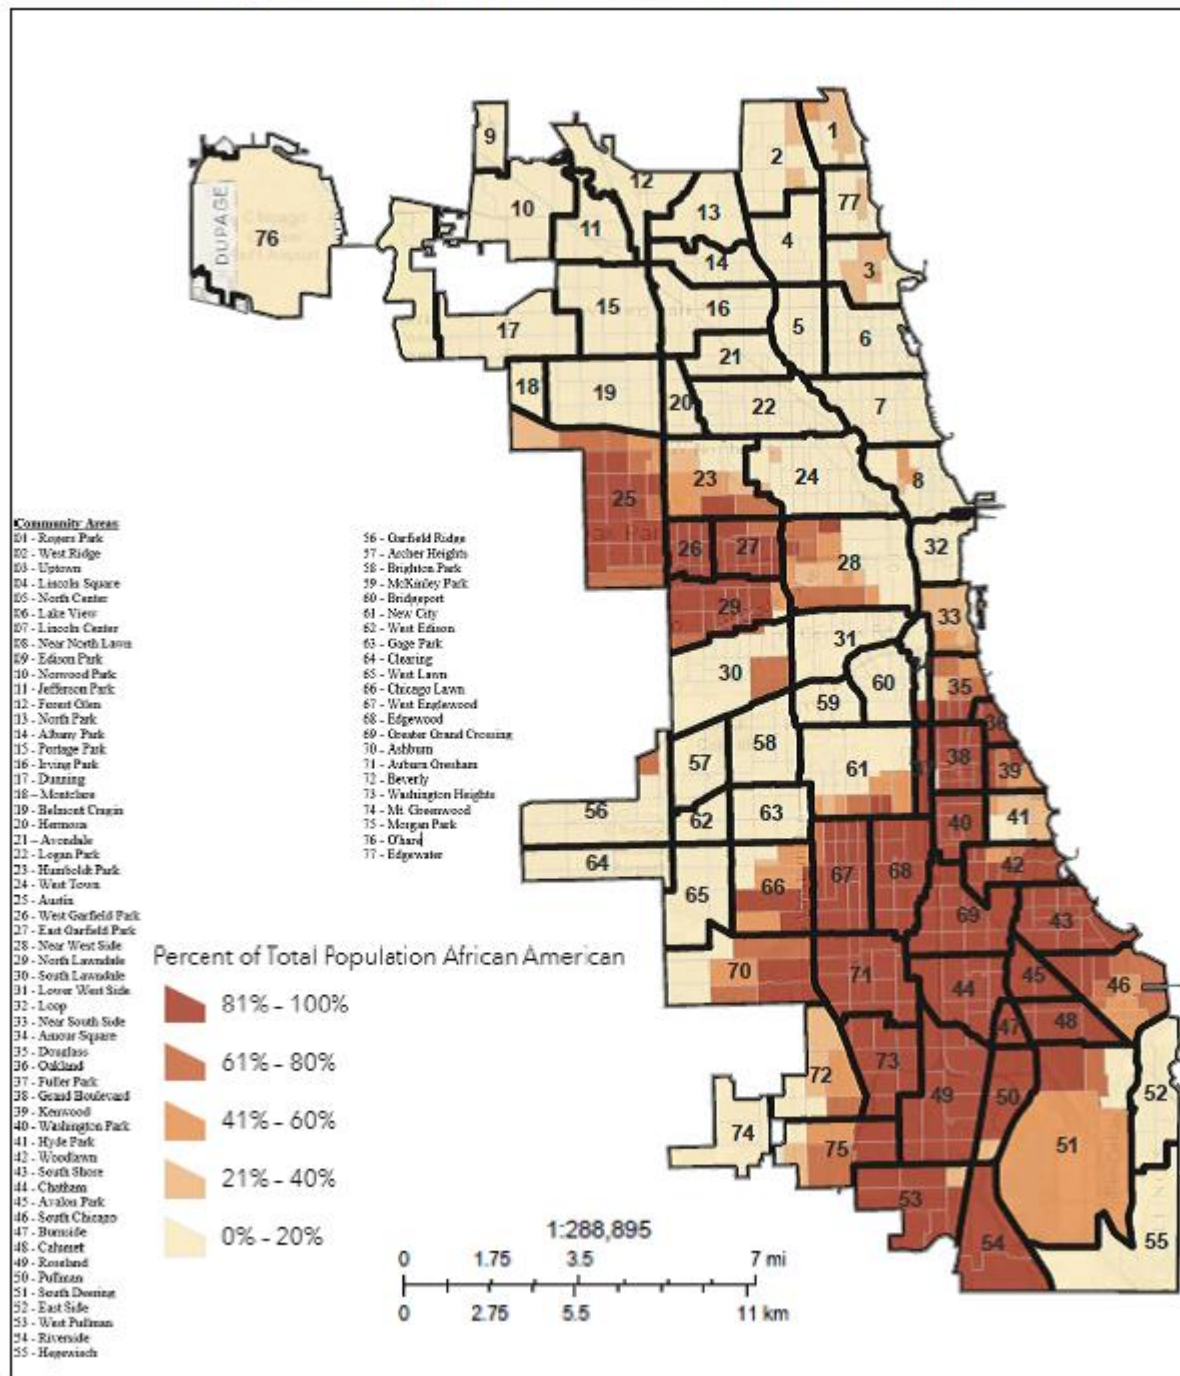 9
1
2
12
10
13
77
11
4
76
DUPAGE
3
14
15
16
5
17
6
21
18
19
20
22
7
23
24
8
25
26
27
28
32
29
33
31
30
35
60
59
36
58
38
57
61
39
56
62
63
40
41
64
42
67
68
66
65
69
43
70
71
45
46
44
47
48
72
73
52
49
50
74
75
51
53
54
55
Community Areas
01 - Rogers Park
02 - West Ridge
03 - Uptown
04 - Lincoln Square
05 - North Center
06 - Lake View
07 - Lincoln Center
08 - Near North Lawn
09 - Edison Park
10 - Norwood Park
11 - Jefferson Park
12 - Forest Glen
13 - North Park
14 - Albany Park
15 - Portage Park
16 - Irving Park
17 - Dunning
18 – Montclare
19 - Belmont Cragin
20 - Hermosa
21 – Avondale
22 - Logan Park
23 - Humboldt Park
24 - West Town
25 - Austin
26 - West Garfield Park
27 - East Garfield Park
28 - Near West Side
29 - North Lawndale
30 - South Lawndale
31 - Lower West Side
32 - Loop
33 - Near South Side
34 - Amour Square
35 - Douglass
36 - Oakland
37 - Fuller Park
38 - Grand Boulevard
39 - Kenwood
40 - Washington Park
41 - Hyde Park
42 - Woodlawn
43 - South Shore
44 - Chatham
45 - Avalon Park
46 - South Chicago
47 - Burnside
48 - Calumet
49 - Roseland
50 - Pullman
51 - South Deering
52 - East Side
53 - West Pullman
54 - Riverside
55 - Hegewisch
56 - Garfield Ridge
57 - Archer Heights
58 - Brighton Park
59 - McKinley Park
60 - Bridgeport
61 - New City
62 - West Edison
63 - Gage Park
64 - Clearing
65 - West Lawn
66 - Chicago Lawn
67 - West Englewood
68 - Edgewood
69 - Greater Grand Crossing
70 - Ashburn
71 - Auburn Gresham
72 - Beverly
73 - Washington Heights
74 - Mt. Greenwood
75 - Morgan Park
76 - O'hare
77 - Edgewater
Percent of Total Population African American
81% - 100%
61% - 80%
41% - 60%
21% - 40%
0% - 20%
1:288,895
0 1.75 3.5 7 mi
0 2.75 5.5 11 km